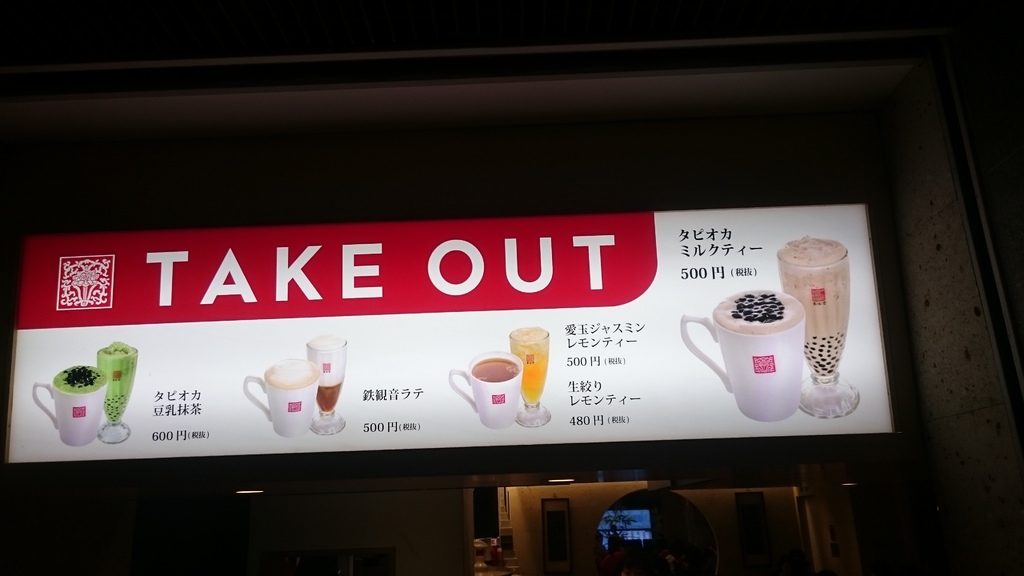 TAKE OUT
タピオカ
ミルクティー
500円(税抜)
タピオカ
豆乳抹茶
600円(税抜)
鉄観音ラテ
500円(税抜)
愛玉ジャスミン
レモンティー
500円(税抜)
生絞り
レモンティー
480円(税抜)